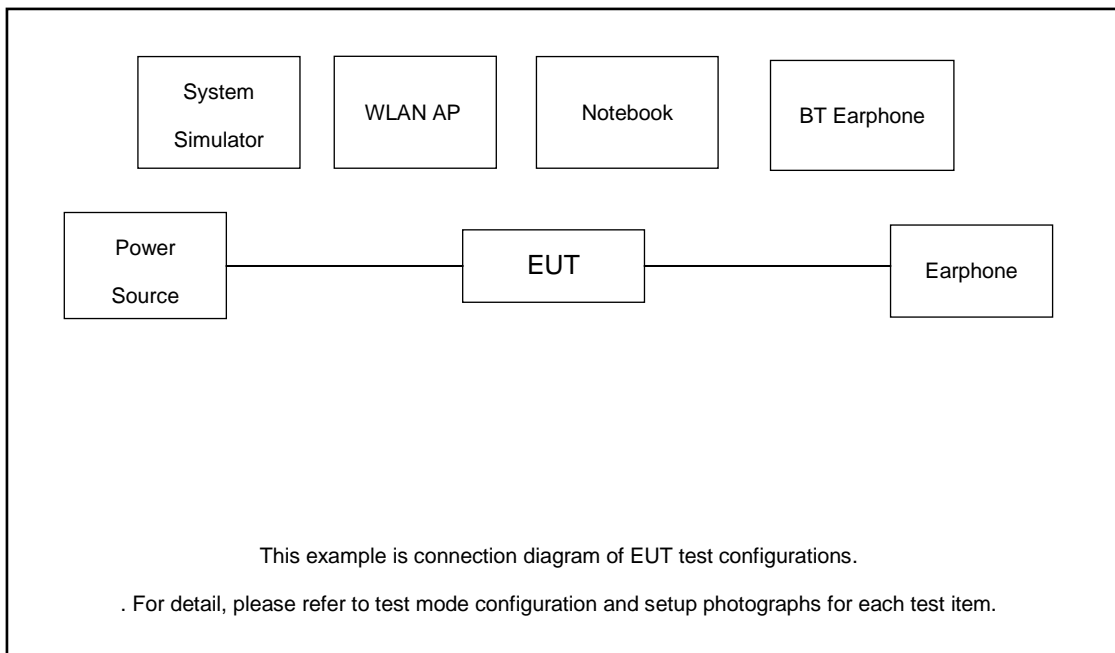 System
Simulator
WLAN AP
Notebook
BT Earphone
Power
Source
EUT
Earphone
This example is connection diagram of EUT test configurations.
. For detail, please refer to test mode configuration and setup photographs for each test item.